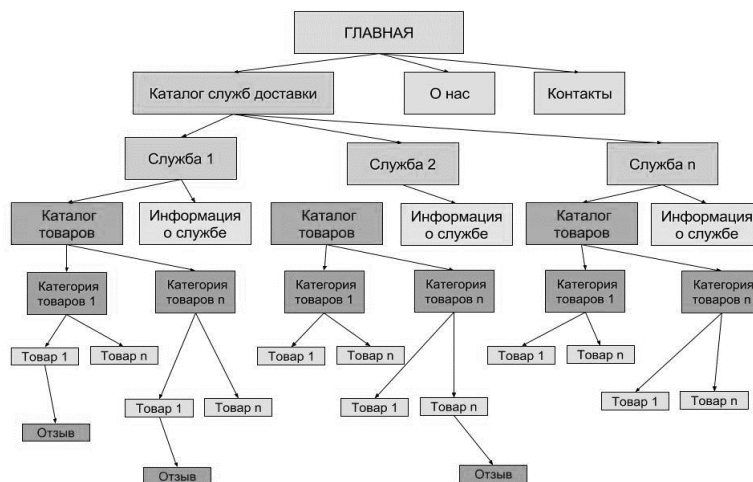 ГЛАВНАЯ
Каталог служб доставки
О нас
Контакты
Служба 1
Служба 2
Служба n
Каталог
товаров
Информация
о службе
Каталог
товаров
Информация
о службе
Каталог
товаров
Информация
о службе
Категория
товаров 1
Категория
товаров n
Категория
товаров 1
Категория
товаров n
Категория
товаров 1
Категория
товаров n
Товар 1
Товар n
Товар 1
Товар n
Товар 1
Товар n
Товар 1
Товар n
Товар 1
Товар n
Товар 1
Товар n
Отзыв
Отзыв
Отзыв